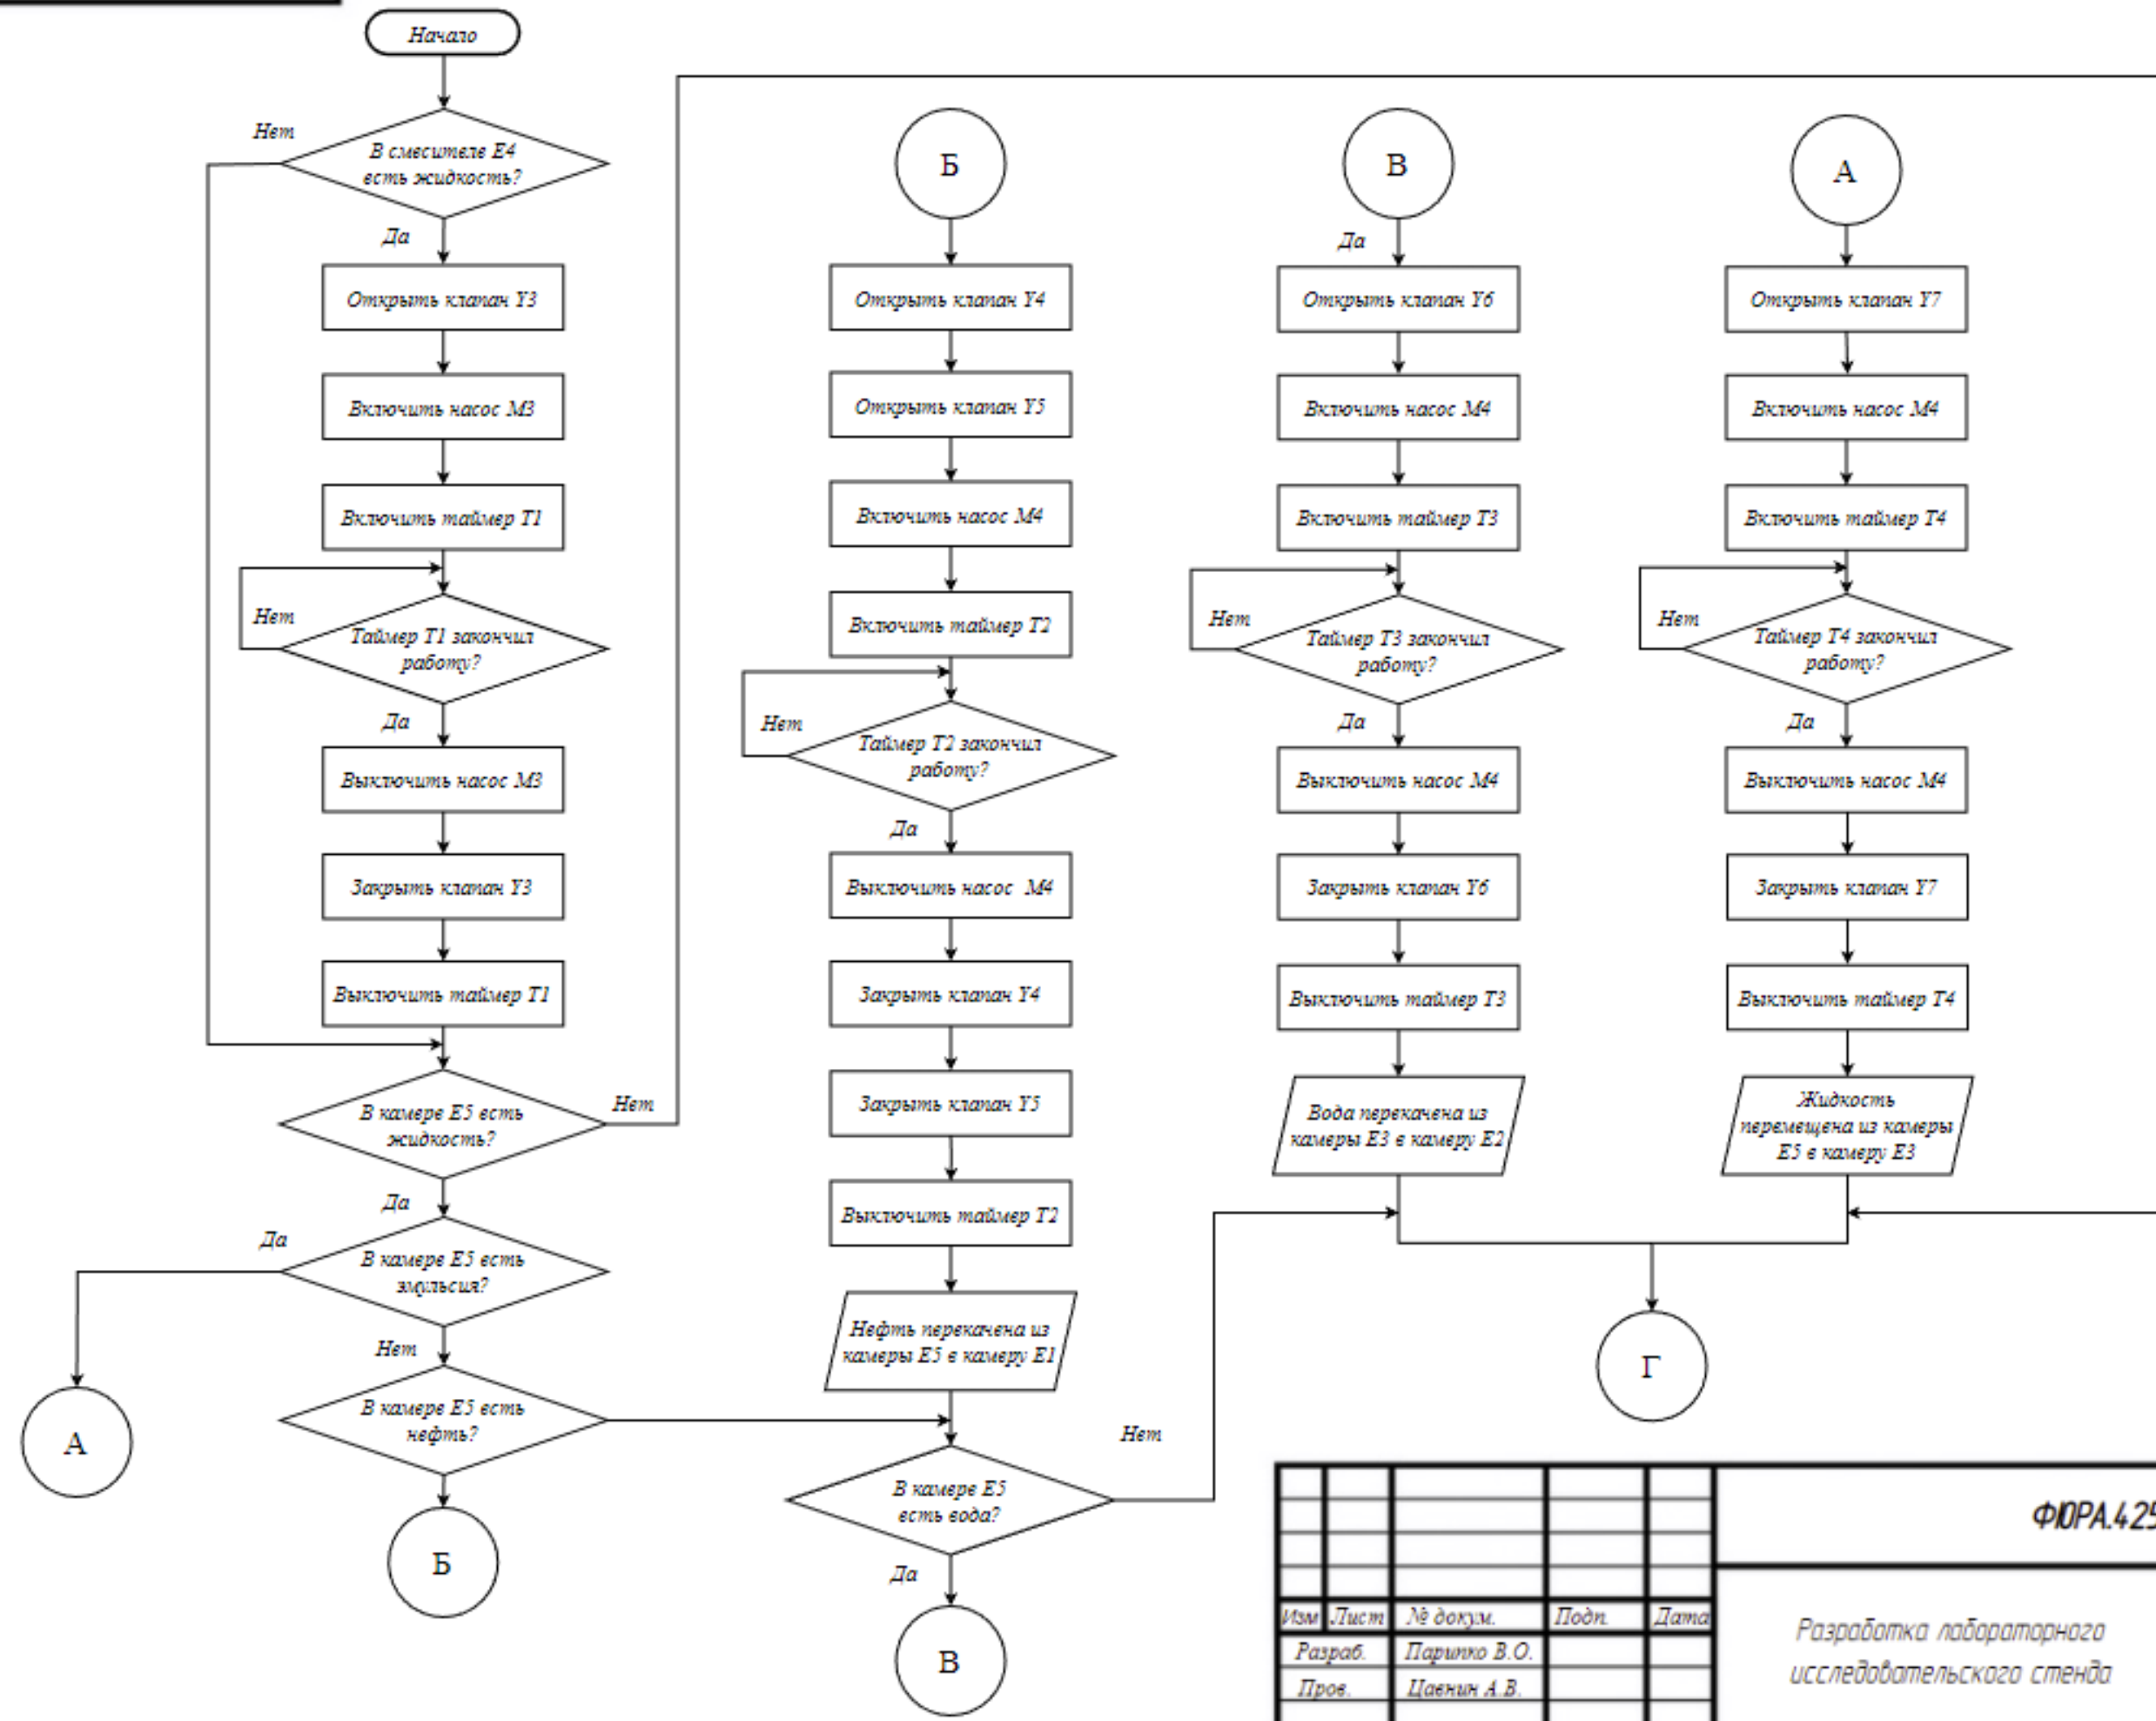 Начало
Нет
В смесителе Е4
есть жидкость?
Да
Открыть клапан Y3
Включить насос М3
Включить таймер Т1
Нет
Таймер Т1 закончил
работу?
Да
Выключить насос М3
Закрыть клапан Y3
Выключить таймер Т1
В камере Е5 есть
жидкость?
Нет
Да
Да
В камере Е5 есть
эмульсия?
Нет
В камере Е5 есть
нефть?
А
Б
Б
Открыть клапан Y4
Открыть клапан Y5
Включить насос М4
Включить таймер Т2
Нет
Таймер Т2 закончил
работу?
Да
Выключить насос М4
Закрыть клапан Y4
Закрыть клапан Y5
Выключить таймер Т2
Нефть перекачена из
камеры Е5 в камеру Е1
Нет
В камере Е5
есть вода?
Да
В
В
Да
Открыть клапан Y6
Включить насос М4
Включить таймер Т3
Нет
Таймер Т3 закончил
работу?
Да
Выключить насос М4
Закрыть клапан Y6
Выключить таймер Т3
Вода перекачена из
камеры Е3 в камеру Е2
А
Открыть клапан Y7
Включить насос М4
Включить таймер Т4
Нет
Таймер Т4 закончил
работу?
Да
Выключить насос М4
Закрыть клапан Y7
Выключить таймер Т4
Жидкость
перемещена из камеры
Е5 в камеру Е3
Г
ФЮРА.425
Изм Лист № докум. Подп. Дата
Разраб. Парипко В.О.
Пров. Цавнин А.В.
Разработка лабораторного
исследовательского стенда